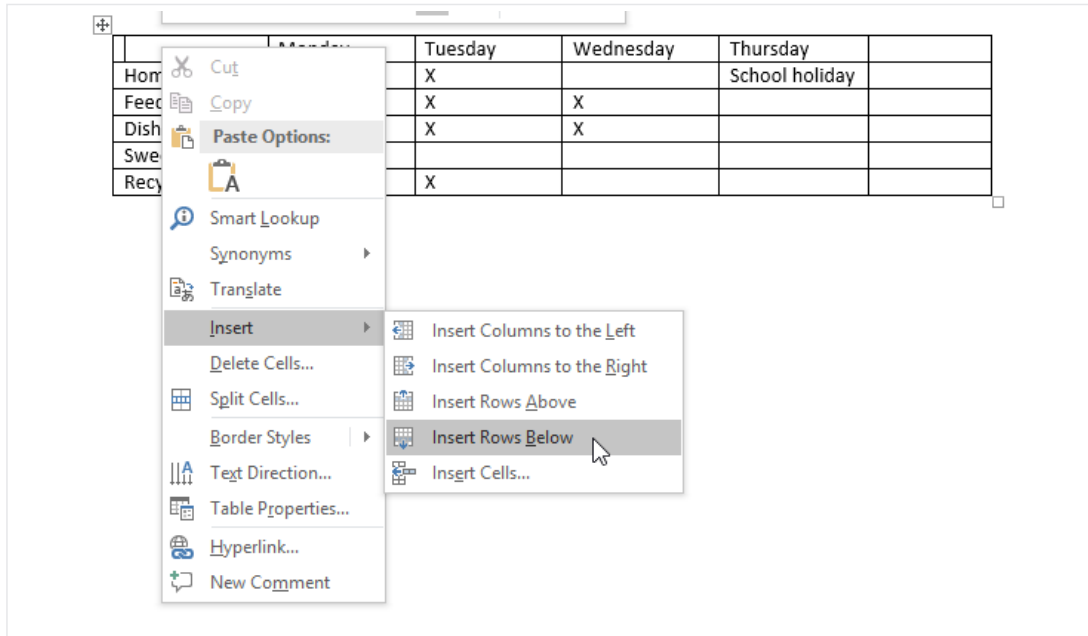 Monday Tuesday Wednesday Thursday
Hom X School holiday
Feed X X
Dish X X
Swe
Recy X
Cut
Copy
Paste Options:
A
Smart Lookup
Synonyms
Translate
Insert
Delete Cells...
Split Cells...
Border Styles
Text Direction...
Table Properties...
Hyperlink...
New Comment
Insert Columns to the Left
Insert Columns to the Right
Insert Rows Above
Insert Rows Below
Insert Cells...